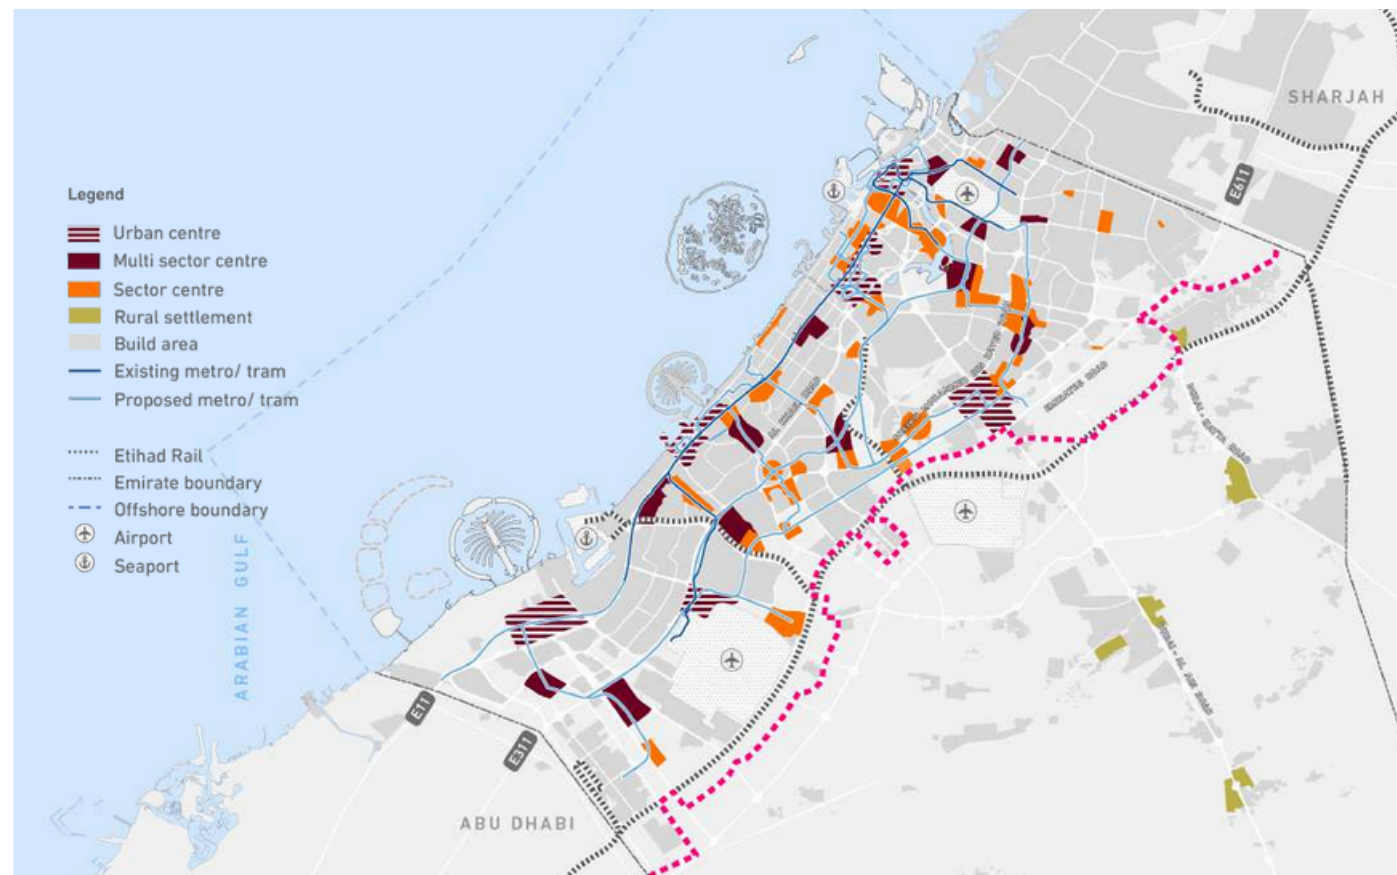 Legend
Urban centre
Multi sector centre
Sector centre
Rural settlement
Build area
Existing metro/ tram
Proposed metro/ tram
Etihad Rail
Emirate boundary
Offshore boundary
Airport
Seaport
ARABIAN GULF
SHARJAH
E611
EMIRATES ROAD
E11
E311
ABU DHABI